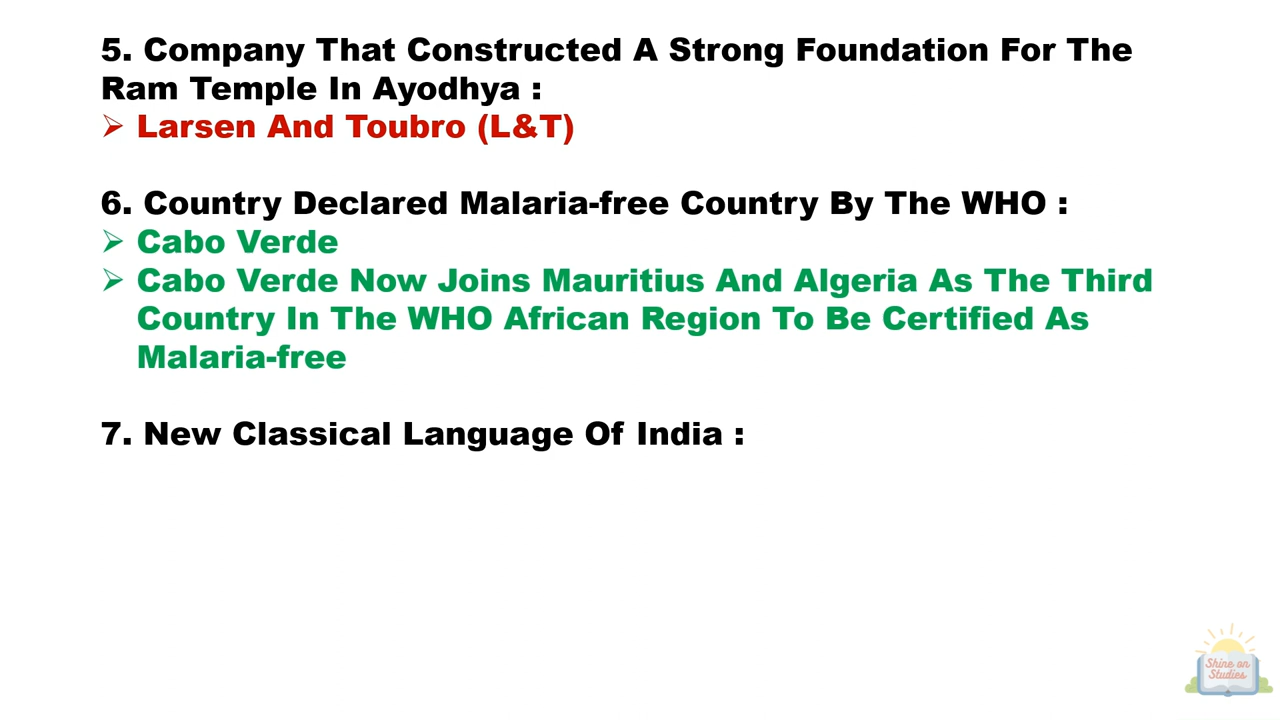 5. Company That Constructed A Strong Foundation For The
Ram Temple In Ayodhya :
➢ Larsen And Toubro (L&T)
6. Country Declared Malaria-free Country By The WHO :
➢ Cabo Verde
➢ Cabo Verde Now Joins Mauritius And Algeria As The Third
Country In The WHO African Region To Be Certified As
Malaria-free
7. New Classical Language Of India :
Shine on
Studies